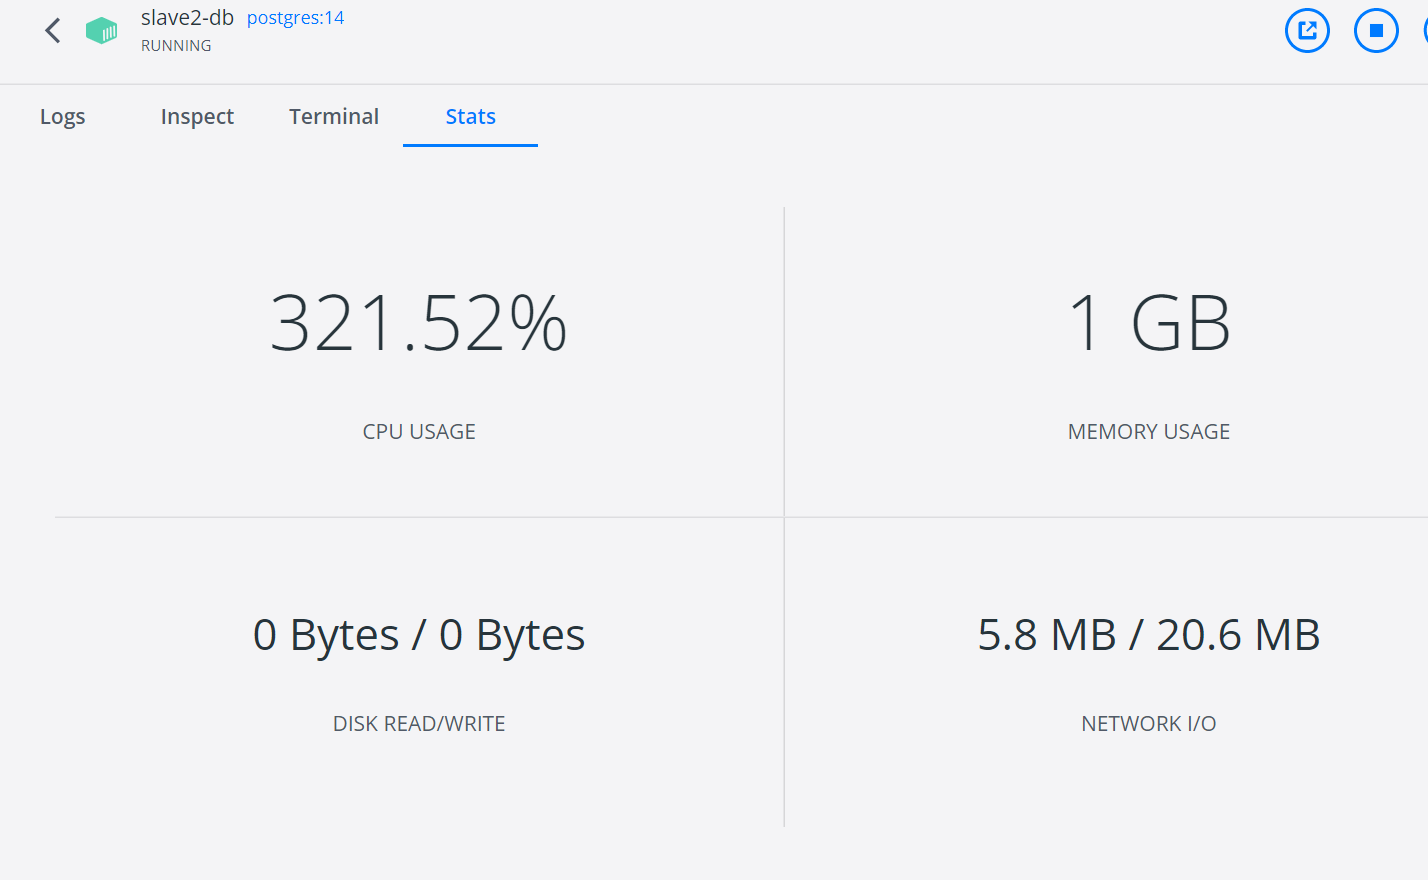 slave2-db postgres:14
RUNNING
Logs Inspect Terminal Stats
321.52%
CPU USAGE
1 GB
MEMORY USAGE
0 Bytes / 0 Bytes
DISK READ/WRITE
5.8 MB / 20.6 MB
NETWORK I/O